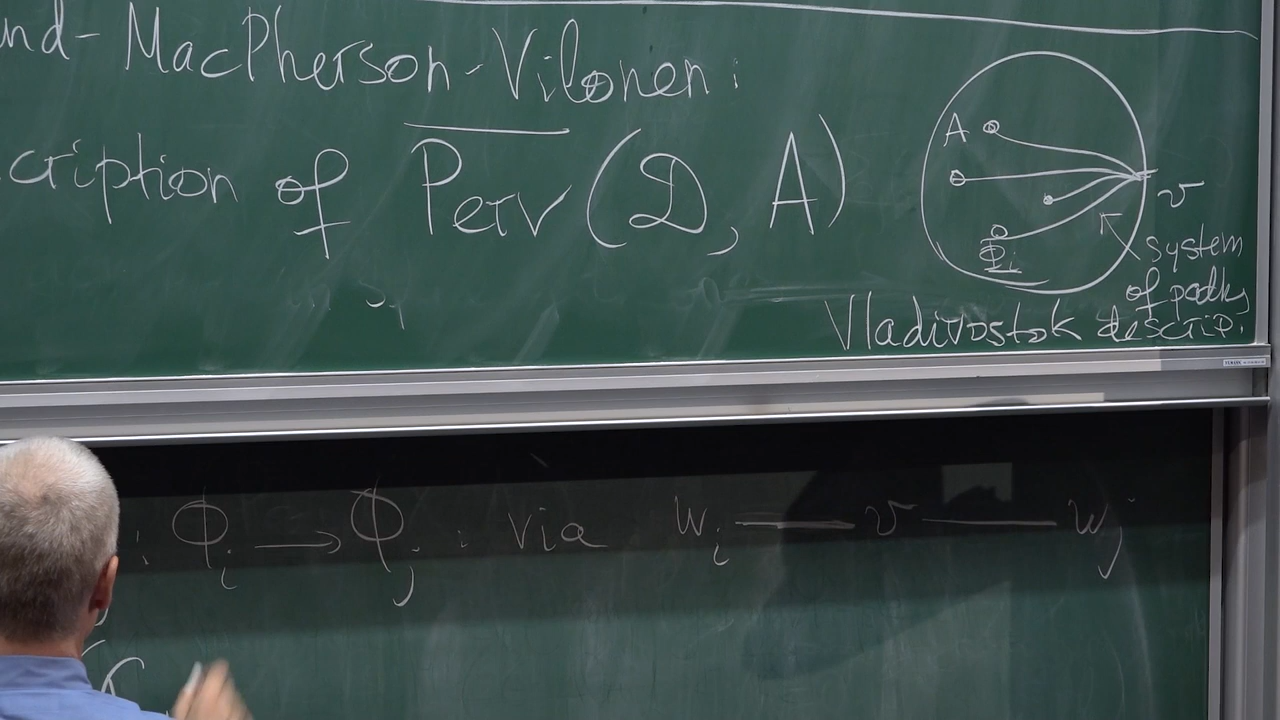 nd- MacPherson-Vilonen:
cription of Perv (D, A)
A
v
Φi
system
of paths
Vladivostok descrip.
: Φi → Φj : via wi — v — wj